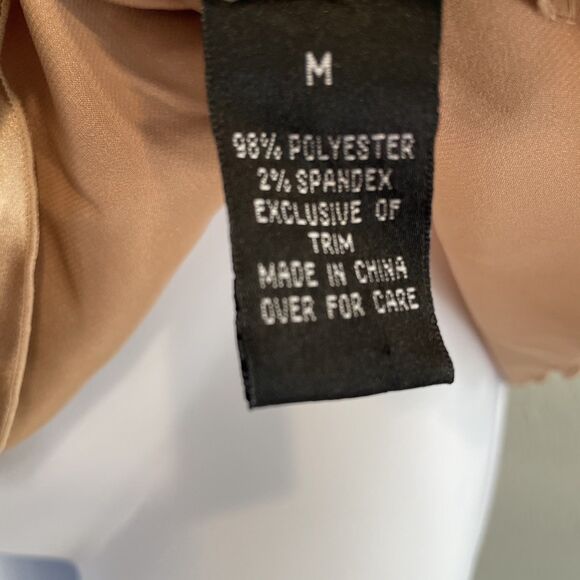 M
98% POLYESTER
2% SPANDEX
EXCLUSIVE OF
TRIM
MADE IN CHINA
OVER FOR CARE